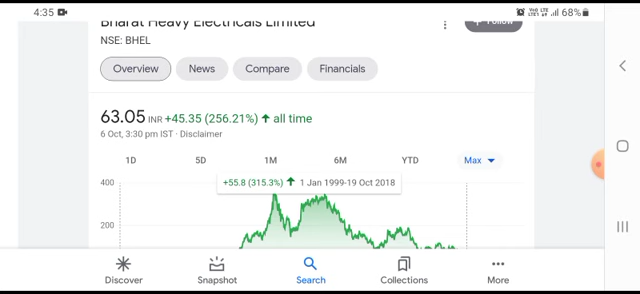 4:35
68%
Bharat Heavy Electricals Limited
Follow
NSE: BHEL
Overview News Compare Financials
63.05 INR +45.35 (256.21%) ↑ all time
6 Oct, 3:30 pm IST · Disclaimer
1D 5D 1M 6M YTD Max
+55.8 (315.3%) ↑ 1 Jan 1999-19 Oct 2018
400
200
Discover Snapshot Search Collections More